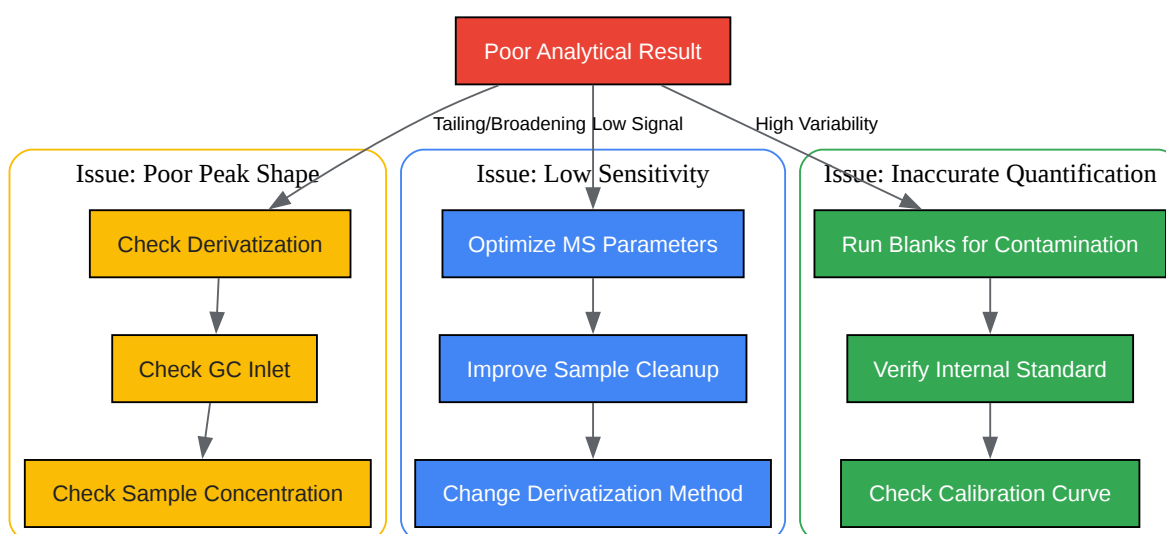 Poor Analytical Result
Tailing/Broadening
Low Signal
High Variability
Issue: Poor Peak Shape
Issue: Low Sensitivity
Issue: Inaccurate Quantification
Check Derivatization
Optimize MS Parameters
Run Blanks for Contamination
Check GC Inlet
Improve Sample Cleanup
Verify Internal Standard
Check Sample Concentration
Change Derivatization Method
Check Calibration Curve